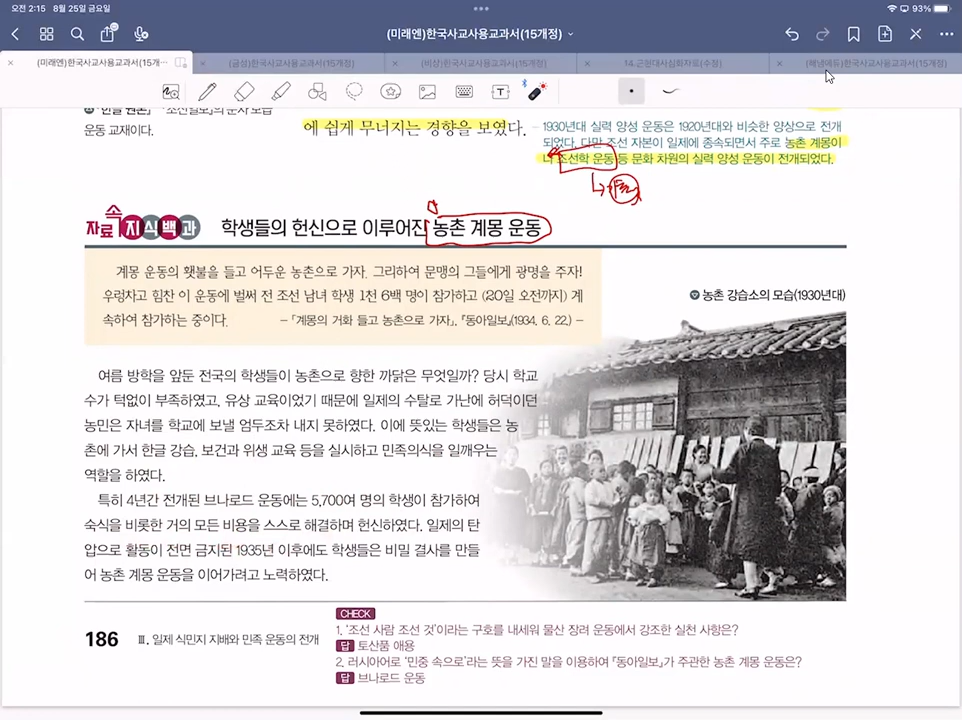 오전 2:15 8월 25일 금요일
93%
(미래엔)한국사교사용교과서(15개정)
(미래엔)한국사교사용교과서(15개⋯
(금성)한국사교사용교과서(15개정)
(비상)한국사교사용교과서(15개정)
14.근현대사심화자료(수정)
(해냄에듀)한국사교사용교과서(15개정)
운동 교재이다.
에 쉽게 무너지는 경향을 보였다.
1930년대 실력 양성 운동은 1920년대와 비슷한 양상으로 전개
되었다. 다만 조선 자본이 일제에 종속되면서 주로 농촌 계몽이
나 조선학 운동 등 문화 차원의 실력 양성 운동이 전개되었다.
자료 속 지식백과
학생들의 헌신으로 이루어진 농촌 계몽 운동
계몽 운동의 횃불을 들고 어두운 농촌으로 가자. 그리하여 문맹의 그들에게 광명을 주자!
우렁차고 힘찬 이 운동에 벌써 전 조선 남녀 학생 1천 6백 명이 참가하고 (20일 오전까지) 계
속하여 참가하는 중이다. - 「계몽의 거화 들고 농촌으로 가자」, 『동아일보』(1934. 6. 22.) -
농촌 강습소의 모습(1930년대)
여름 방학을 앞둔 전국의 학생들이 농촌으로 향한 까닭은 무엇일까? 당시 학교
수가 턱없이 부족하였고, 유상 교육이었기 때문에 일제의 수탈로 가난에 허덕이던
농민은 자녀를 학교에 보낼 엄두조차 내지 못하였다. 이에 뜻있는 학생들은 농
촌에 가서 한글 강습, 보건과 위생 교육 등을 실시하고 민족의식을 일깨우는
역할을 하였다.
특히 4년간 전개된 브나로드 운동에는 5,700여 명의 학생이 참가하여
숙식을 비롯한 거의 모든 비용을 스스로 해결하며 헌신하였다. 일제의 탄
압으로 활동이 전면 금지된 1935년 이후에도 학생들은 비밀 결사를 만들
어 농촌 계몽 운동을 이어가려고 노력하였다.
186 Ⅲ. 일제 식민지 지배와 민족 운동의 전개
CHECK
1. '조선 사람 조선 것'이라는 구호를 내세워 물산 장려 운동에서 강조한 실천 사항은?
답 토산품 애용
2. 러시아어로 '민중 속으로'라는 뜻을 가진 말을 이용하여 『동아일보』가 주관한 농촌 계몽 운동은?
답 브나로드 운동